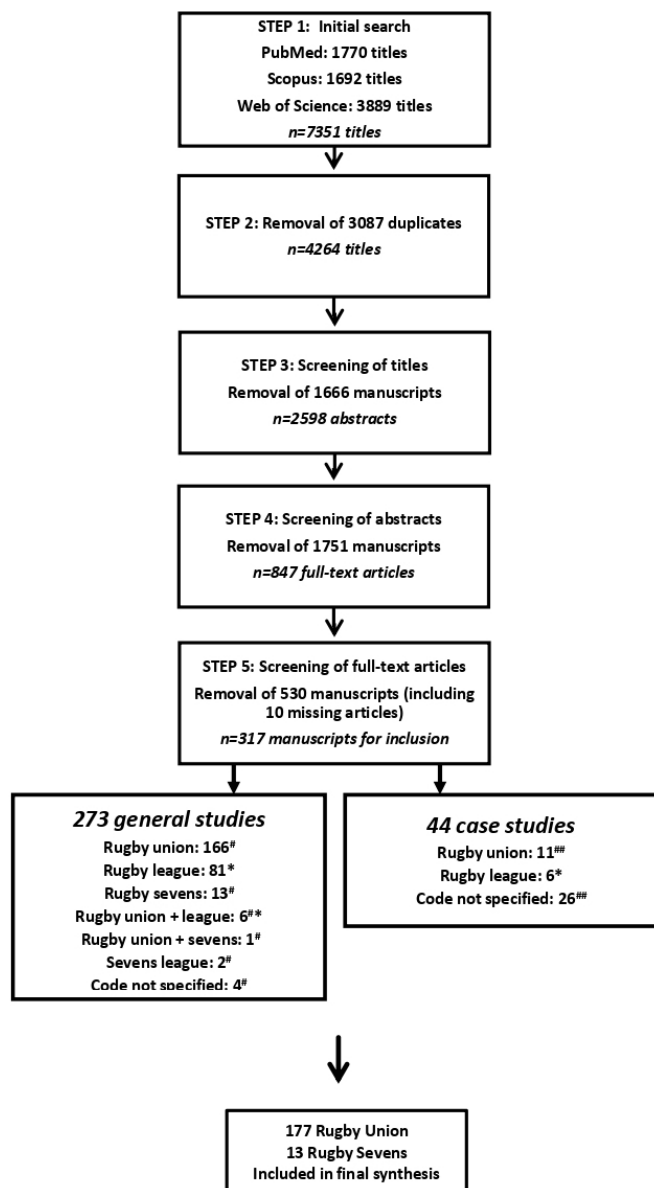 STEP 1: Initial search
PubMed: 1770 titles
Scopus: 1692 titles
Web of Science: 3889 titles
n=7351 titles
STEP 2: Removal of 3087 duplicates
n=4264 titles
STEP 3: Screening of titles
Removal of 1666 manuscripts
n=2598 abstracts
STEP 4: Screening of abstracts
Removal of 1751 manuscripts
n=847 full-text articles
STEP 5: Screening of full-text articles
Removal of 530 manuscripts (including
10 missing articles)
n=317 manuscripts for inclusion
273 general studies
Rugby union: 166#
Rugby league: 81*
Rugby sevens: 13#
Rugby union + league: 6#*
Rugby union + sevens: 1#
Sevens league: 2#
Code not specified: 4#
44 case studies
Rugby union: 11##
Rugby league: 6*
Code not specified: 26##
177 Rugby Union
13 Rugby Sevens
Included in final synthesis